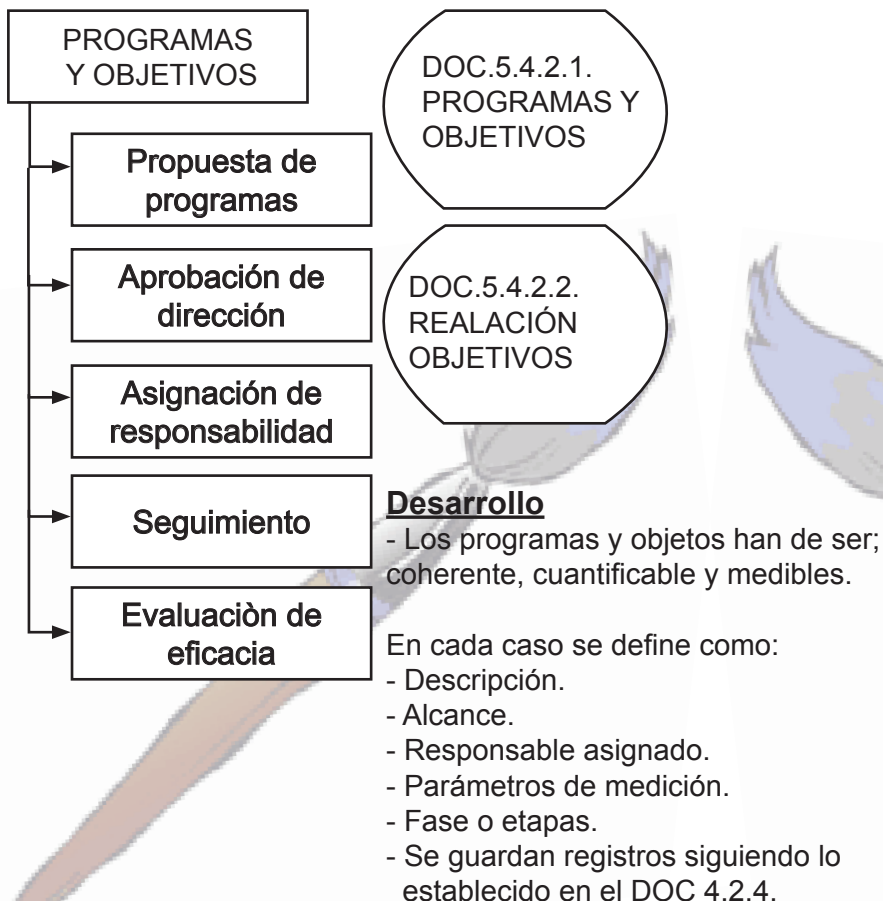 PROGRAMAS
Y OBJETIVOS
DOC.5.4.2.1.
PROGRAMAS Y
OBJETIVOS
Propuesta de
programas
Aprobación de
dirección
DOC.5.4.2.2.
REALACIÓN
OBJETIVOS
Asignación de
responsabilidad
Seguimiento
Evaluaciòn de
eficacia
Desarrollo
- Los programas y objetos han de ser;
coherente, cuantificable y medibles.
En cada caso se define como:
- Descripción.
- Alcance.
- Responsable asignado.
- Parámetros de medición.
- Fase o etapas.
- Se guardan registros siguiendo lo
establecido en el DOC 4.2.4.